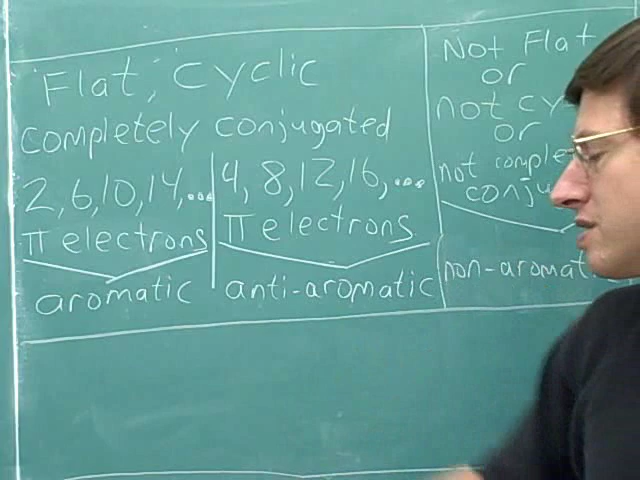 Flat, Cyclic
completely conjugated
2, 6, 10, 14, ...
π electrons
aromatic
4, 8, 12, 16, ...
π electrons
anti-aromatic
Not Flat
or
not
or
not